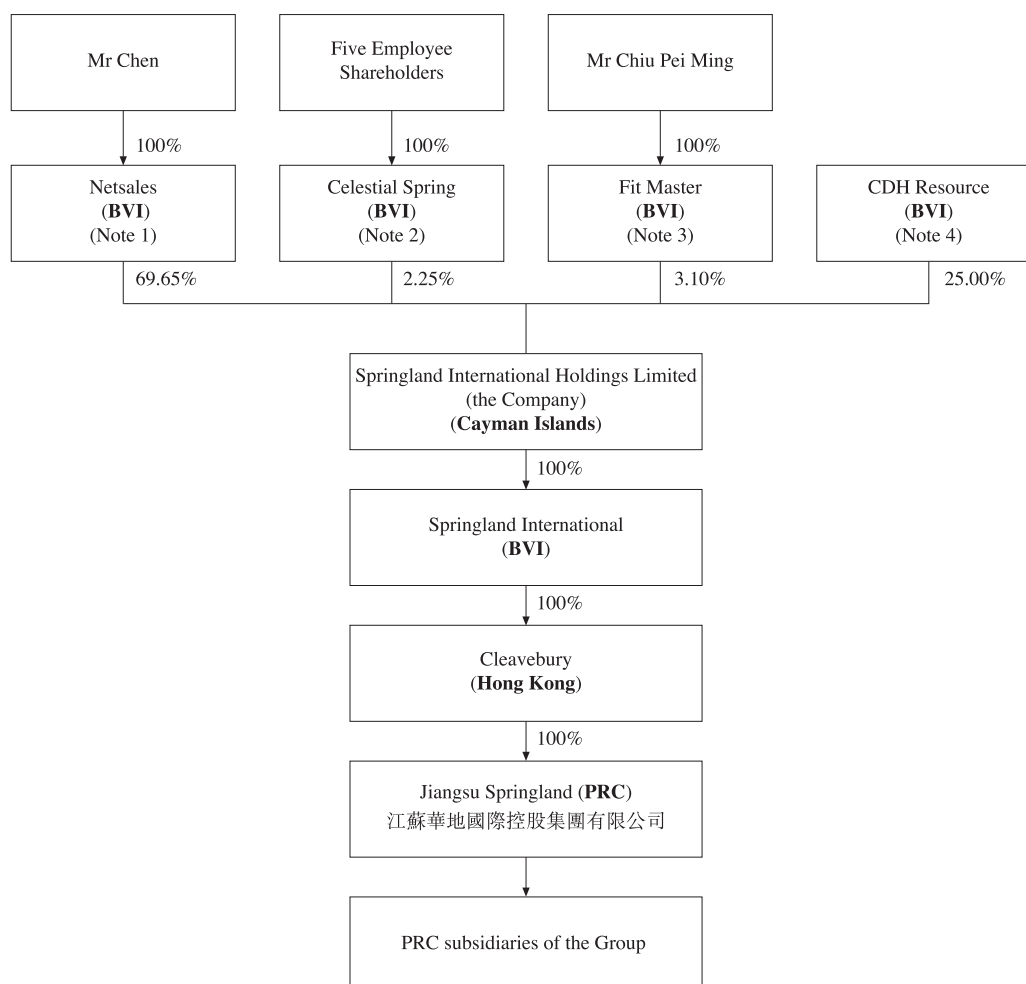 Mr Chen
Five Employee
Shareholders
Mr Chiu Pei Ming
100%
100%
100%
Netsales
(BVI)
(Note 1)
Celestial Spring
(BVI)
(Note 2)
Fit Master
(BVI)
(Note 3)
CDH Resource
(BVI)
(Note 4)
69.65%
2.25%
3.10%
25.00%
Springland International Holdings Limited
(the Company)
(Cayman Islands)
100%
Springland International
(BVI)
100%
Cleavebury
(Hong Kong)
100%
Jiangsu Springland (PRC)
江蘇華地國際控股集團有限公司
PRC subsidiaries of the Group